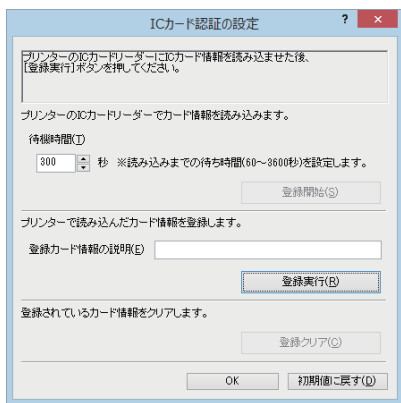 ICカード認証の設定
? ×
プリンターのICカードリーダーにICカード情報を読み込ませた後、
[登録実行]ボタンを押してください。
プリンターのICカードリーダーでカード情報を読み込みます。
待機時間(T)
300 秒 ※読み込みまでの待ち時間(60～3600秒)を設定します。
登録開始(S)
プリンターで読み込んだカード情報を登録します。
登録カード情報の説明(E)
登録実行(R)
登録されているカード情報をクリアします。
登録クリア(C)
OK 初期値に戻す(D)